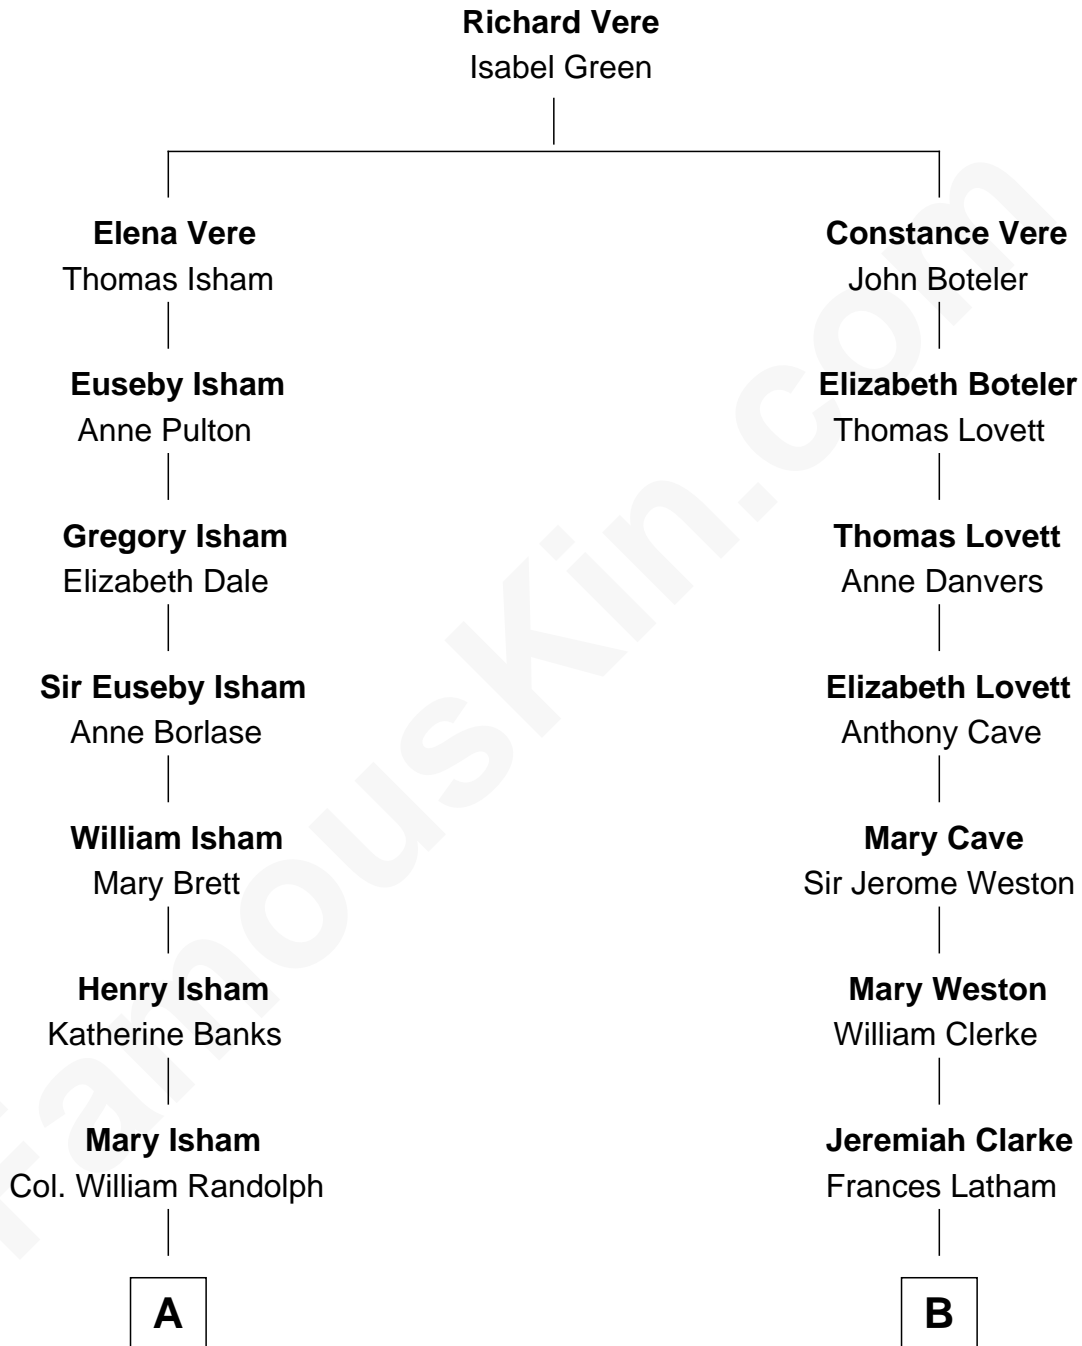 Richard Vere
Isabel Green
Elena Vere
Thomas Isham
Constance Vere
John Boteler
Euseby Isham
Anne Pulton
Elizabeth Boteler
Thomas Lovett
Gregory Isham
Elizabeth Dale
Thomas Lovett
Anne Danvers
Sir Euseby Isham
Anne Borlase
Elizabeth Lovett
Anthony Cave
William Isham
Mary Brett
Mary Cave
Sir Jerome Weston
Henry Isham
Katherine Banks
Mary Weston
William Clerke
Mary Isham
Col. William Randolph
Jeremiah Clarke
Frances Latham
A
B
FamousKin.com